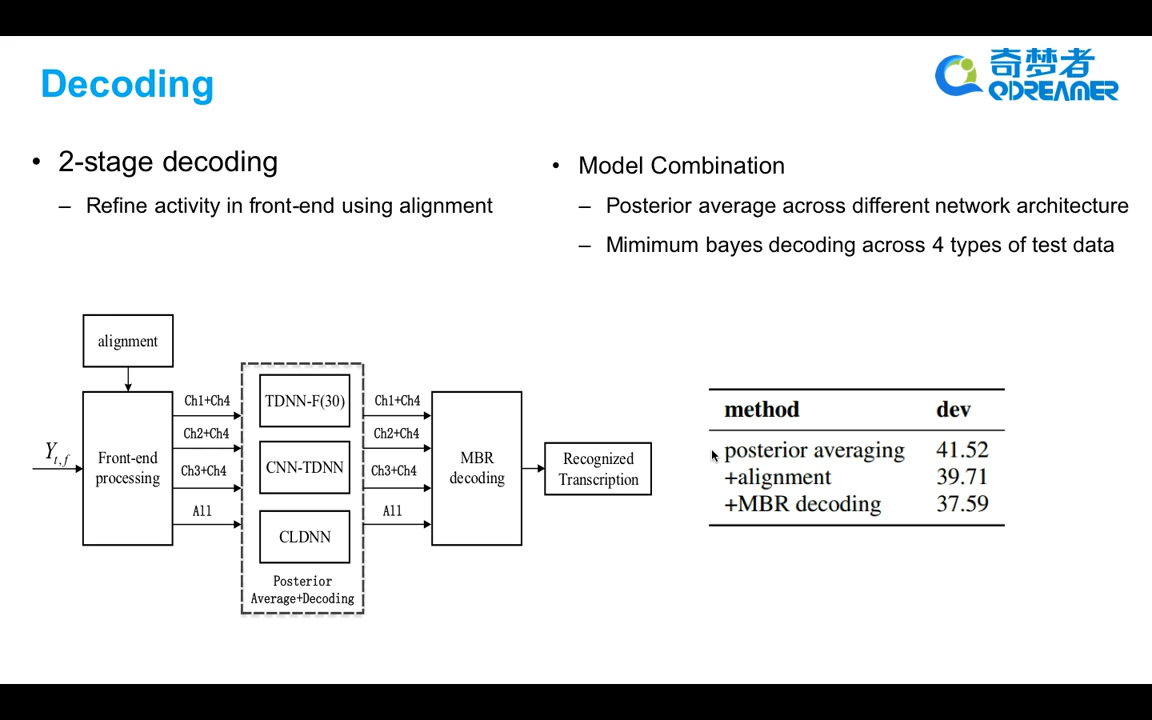 Decoding
奇梦者
QDREAMER
• 2-stage decoding
– Refine activity in front-end using alignment
• Model Combination
– Posterior average across different network architecture
– Mimimum bayes decoding across 4 types of test data
alignment
Y_{t,f}
Front-end
processing
Ch1+Ch4
Ch2+Ch4
Ch3+Ch4
All
TDNN-F(30)
CNN-TDNN
CLDNN
Posterior
Average+Decoding
Ch1+Ch4
Ch2+Ch4
Ch3+Ch4
All
MBR
decoding
Recognized
Transcription
method dev
posterior averaging 41.52
+alignment 39.71
+MBR decoding 37.59